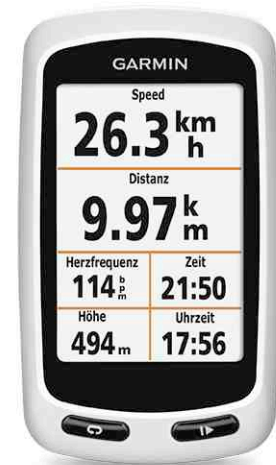 GARMIN
Speed
26.3 km h
Distanz
9.97 k m
Herzfrequenz Zeit
114 bpm 21:50
Höhe Uhrzeit
494 m 17:56